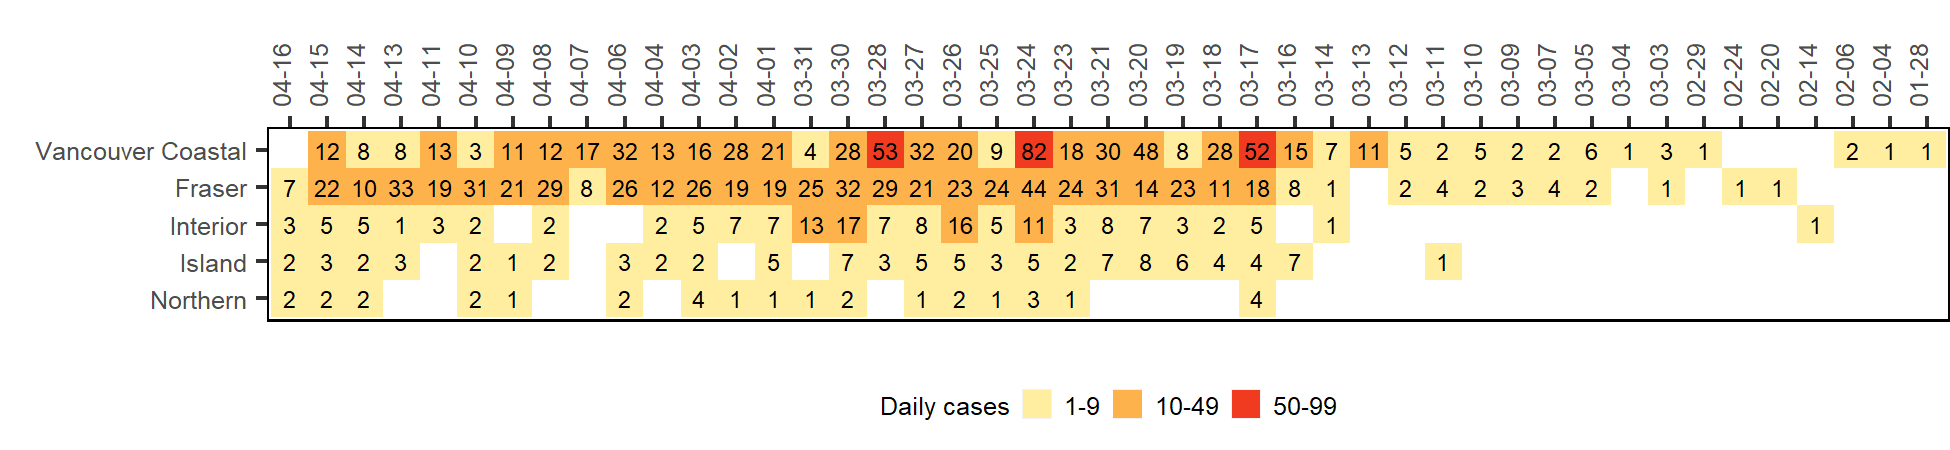 04-16 04-15 04-14 04-13 04-11 04-10 04-09 04-08 04-07 04-06 04-04 04-03 04-02 04-01 03-31 03-30 03-28 03-27 03-26 03-25 03-24 03-23 03-21 03-20 03-19 03-18 03-17 03-16 03-14 03-13 03-12 03-11 03-10 03-09 03-07 03-05 03-04 03-03 02-29 02-24 02-20 02-14 02-06 02-04 01-28
Vancouver Coastal 12 8 8 13 3 11 12 17 32 13 16 28 21 4 28 53 32 20 9 82 18 30 48 8 28 52 15 7 11 5 2 5 2 2 6 1 3 1 2 1 1
Fraser 7 22 10 33 19 31 21 29 8 26 12 26 19 19 25 32 29 21 23 24 44 24 31 14 23 11 18 8 1 2 4 2 3 4 2 1 1 1
Interior 3 5 5 1 3 2 2 2 5 7 7 13 17 7 8 16 5 11 3 8 7 3 2 5 1 1
Island 2 3 2 3 2 1 2 3 2 2 5 7 3 5 5 3 5 2 7 8 6 4 4 7 1
Northern 2 2 2 2 1 2 4 1 1 1 2 1 2 1 3 1 4
Daily cases 1-9 10-49 50-99